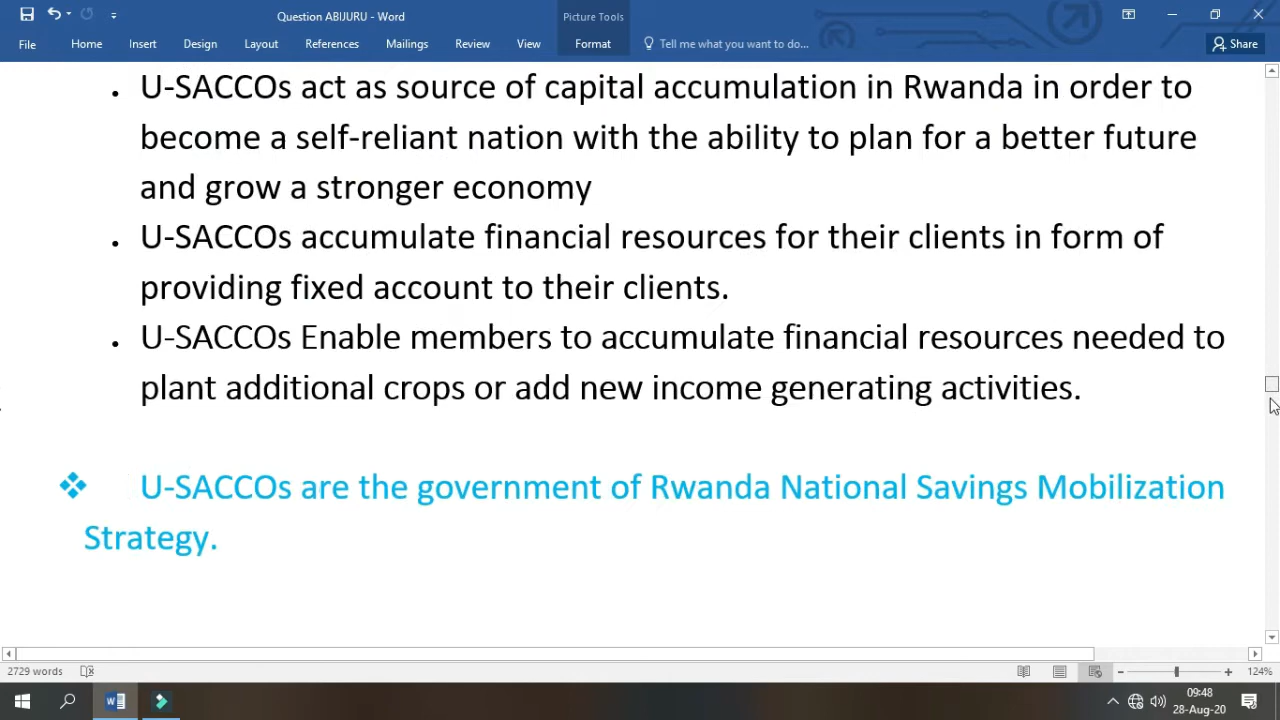 Question ABIJURU - Word
Picture Tools
File Home Insert Design Layout References Mailings Review View Format Tell me what you want to do... Share
• U-SACCOs act as source of capital accumulation in Rwanda in order to
become a self-reliant nation with the ability to plan for a better future
and grow a stronger economy
• U-SACCOs accumulate financial resources for their clients in form of
providing fixed account to their clients.
• U-SACCOs Enable members to accumulate financial resources needed to
plant additional crops or add new income generating activities.
❖ U-SACCOs are the government of Rwanda National Savings Mobilization
Strategy.
2729 words
124%
09:48
28-Aug-20